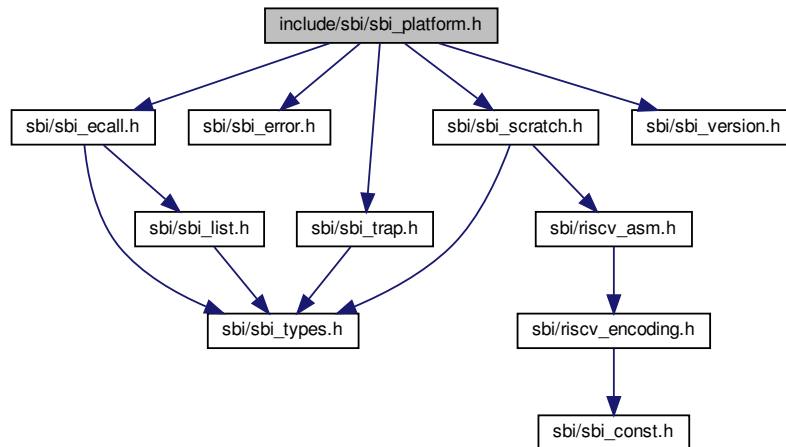 include/sbi/sbi_platform.h
sbi/sbi_ecall.h
sbi/sbi_error.h
sbi/sbi_scratch.h
sbi/sbi_version.h
sbi/sbi_list.h
sbi/sbi_trap.h
sbi/riscv_asm.h
sbi/sbi_types.h
sbi/riscv_encoding.h
sbi/sbi_const.h